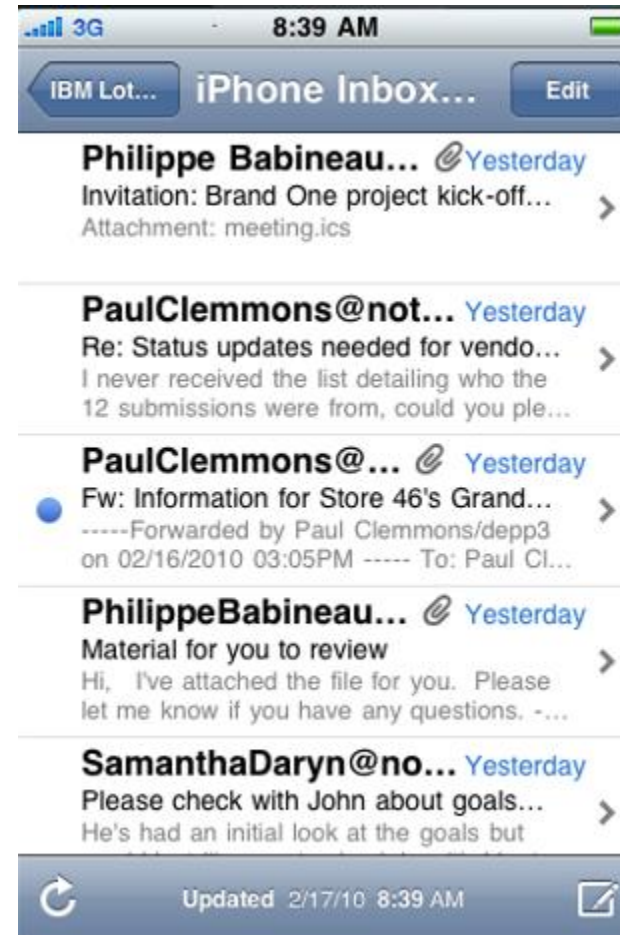 3G 8:39 AM
IBM Lot... iPhone Inbox... Edit
Philippe Babineau... Yesterday
Invitation: Brand One project kick-off...
Attachment: meeting.ics
PaulClemmons@not... Yesterday
Re: Status updates needed for vendo...
I never received the list detailing who the
12 submissions were from, could you ple...
PaulClemmons@... Yesterday
Fw: Information for Store 46's Grand...
-----Forwarded by Paul Clemmons/depp3
on 02/16/2010 03:05PM ----- To: Paul Cl...
PhilippeBabineau... Yesterday
Material for you to review
Hi, I've attached the file for you. Please
let me know if you have any questions. -...
SamanthaDaryn@no... Yesterday
Please check with John about goals...
He's had an initial look at the goals but
Updated 2/17/10 8:39 AM